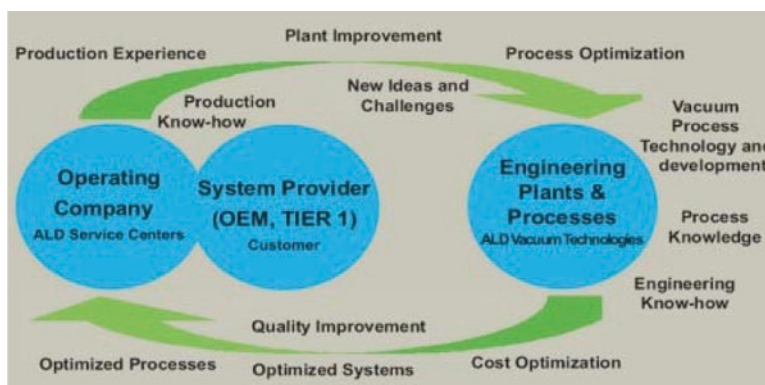 Plant Improvement
Production Experience
Process Optimization
New Ideas and
Challenges
Production
Know-how
Vacuum
Process
Technology and
development
Operating
Company
ALD Service Centers
System Provider
(OEM, TIER 1)
Customer
Engineering
Plants &
Processes
ALD Vacuum Technologies
Process
Knowledge
Engineering
Know-how
Quality Improvement
Optimized Processes
Optimized Systems
Cost Optimization